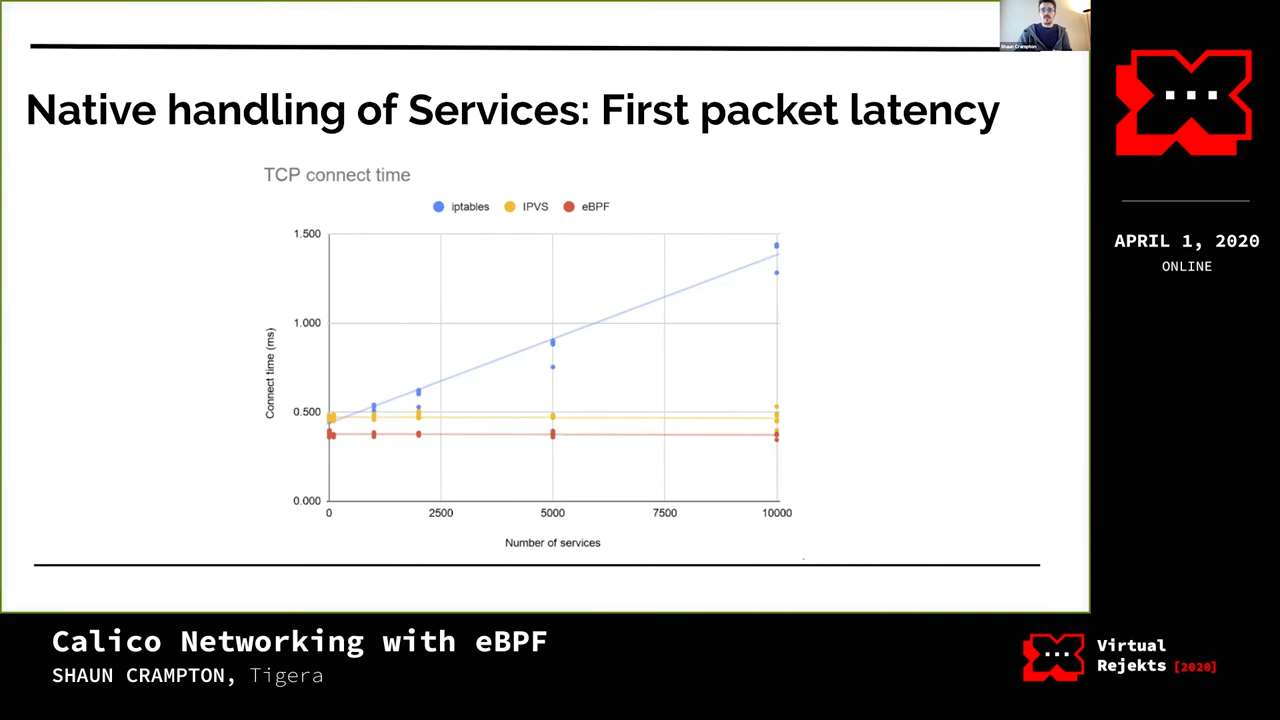 Shaun Crampton
Native handling of Services: First packet latency
TCP connect time
iptables
IPVS
eBPF
1.500
1.000
0.500
0.000
Connect time (ms)
0
2500
5000
7500
10000
Number of services
APRIL 1, 2020
ONLINE
Calico Networking with eBPF
SHAUN CRAMPTON, Tigera
Virtual
Rejekts [2020]